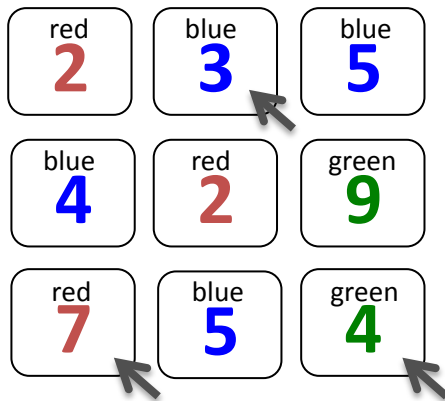 red blue blue
2 3 5
blue red green
4 2 9
red blue green
7 5 4